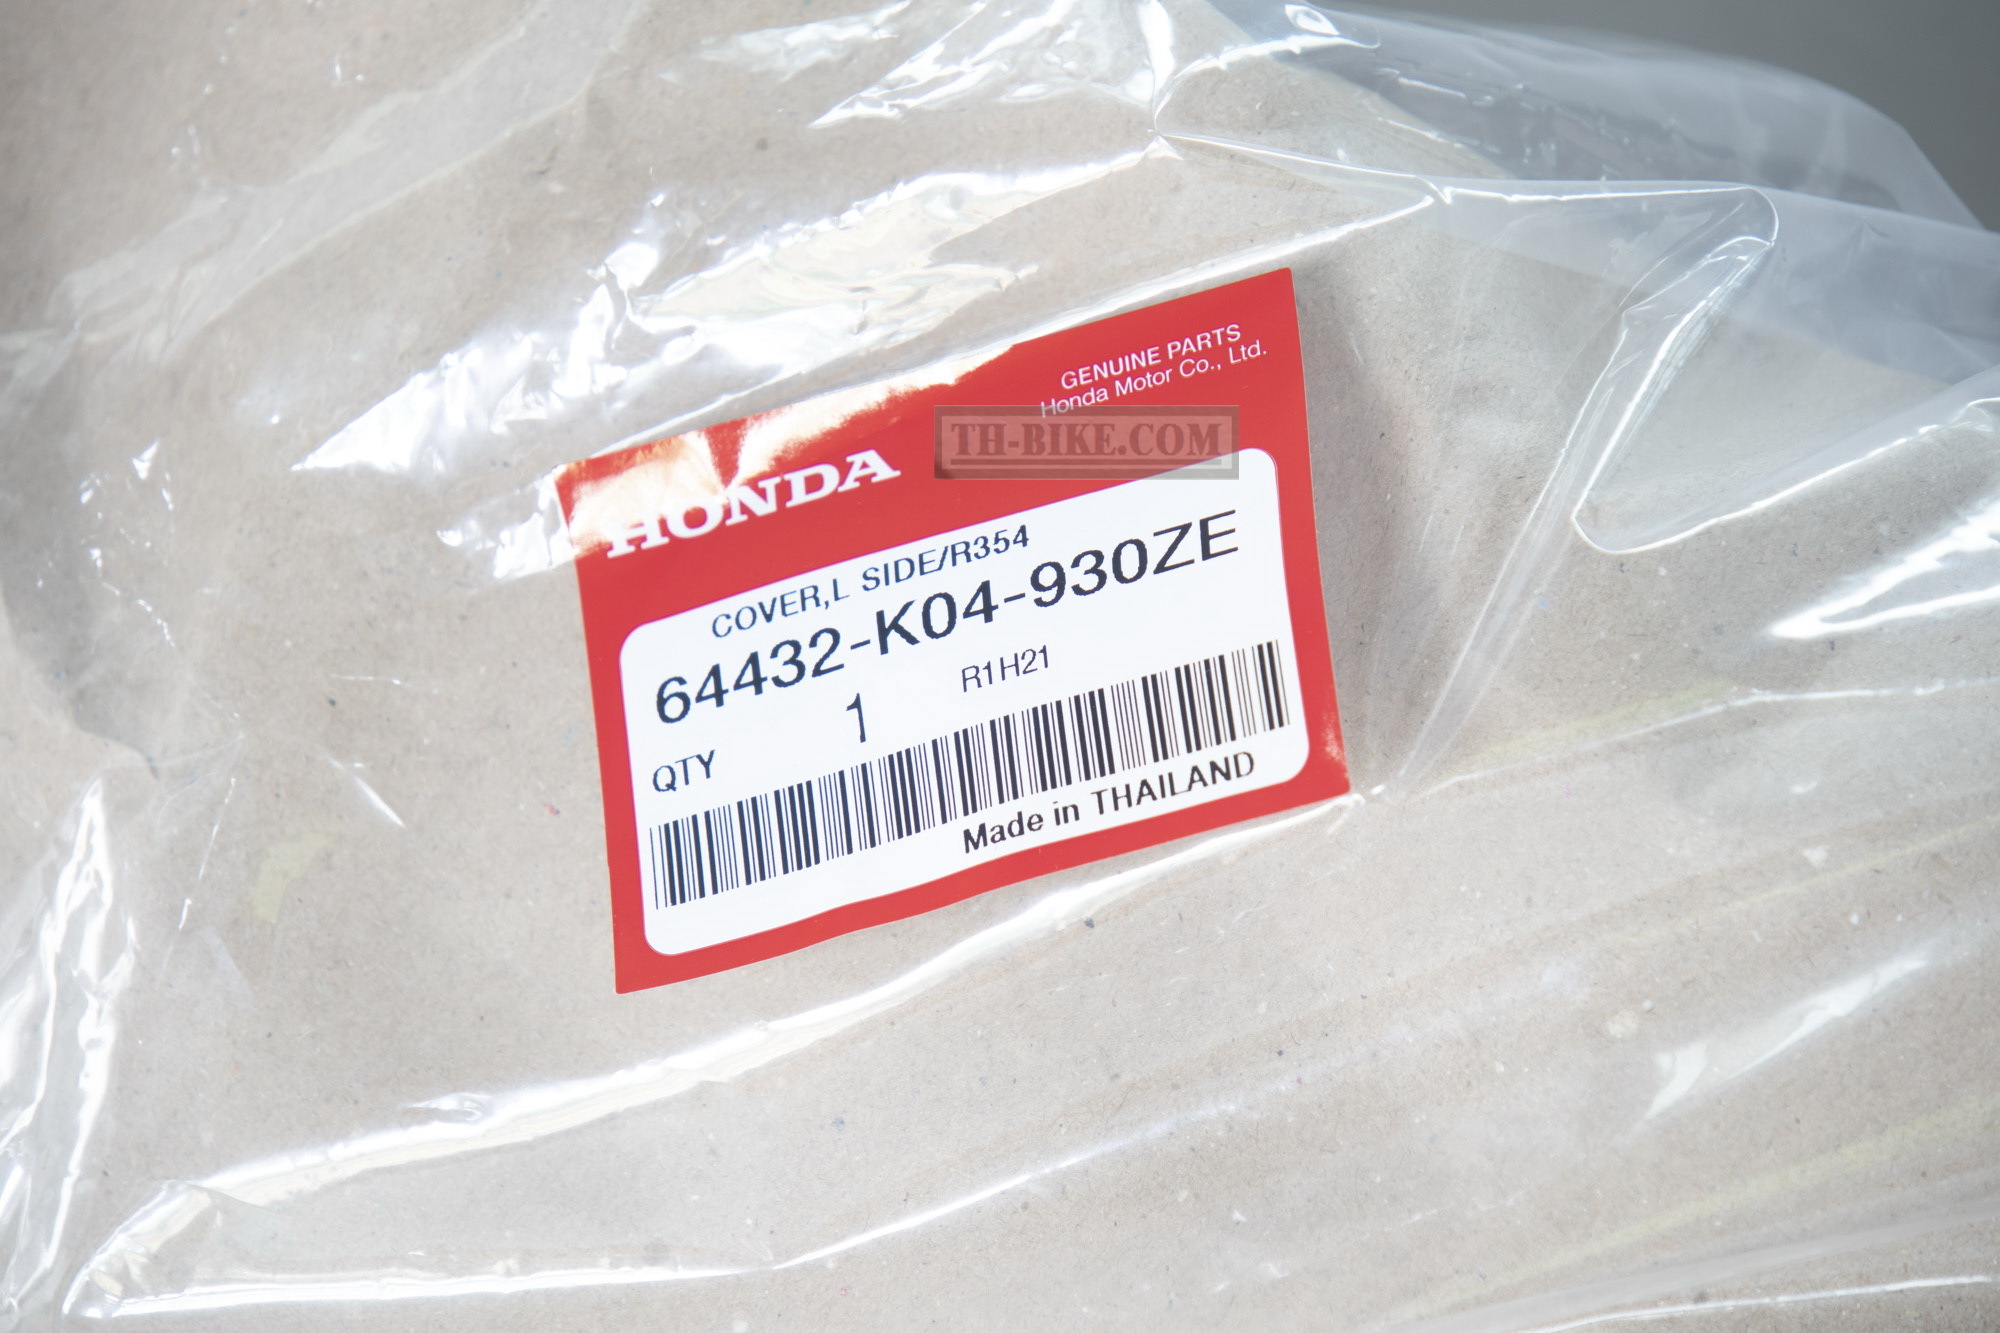 GENUINE PARTS
Honda Motor Co., Ltd.
TH-BIKE.COM
HONDA
COVER,L SIDE/R354
64432-K04-930ZE
QTY 1 R1H21
Made in THAILAND